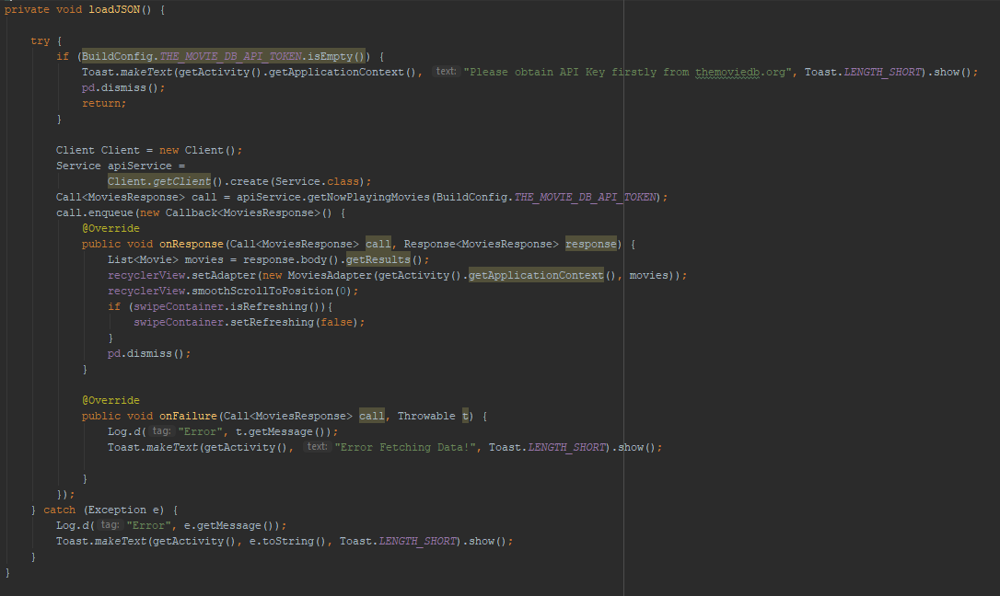 private void loadJSON() {
try {
if (BuildConfig.THE_MOVIE_DB_API_TOKEN.isEmpty()) {
Toast.makeText(getActivity().getApplicationContext(), text: "Please obtain API Key firstly from themoviedb.org", Toast.LENGTH_SHORT).show();
pd.dismiss();
return;
}
Client Client = new Client();
Service apiService =
Client.getClient().create(Service.class);
Call<MoviesResponse> call = apiService.getNowPlayingMovies(BuildConfig.THE_MOVIE_DB_API_TOKEN);
call.enqueue(new Callback<MoviesResponse>() {
@Override
public void onResponse(Call<MoviesResponse> call, Response<MoviesResponse> response) {
List<Movie> movies = response.body().getResults();
recyclerView.setAdapter(new MoviesAdapter(getActivity().getApplicationContext(), movies));
recyclerView.smoothScrollToPosition(0);
if (swipeContainer.isRefreshing()){
swipeContainer.setRefreshing(false);
}
pd.dismiss();
}
@Override
public void onFailure(Call<MoviesResponse> call, Throwable t) {
Log.d( tag: "Error", t.getMessage());
Toast.makeText(getActivity(), text: "Error Fetching Data!", Toast.LENGTH_SHORT).show();
}
});
} catch (Exception e) {
Log.d( tag: "Error", e.getMessage());
Toast.makeText(getActivity(), e.toString(), Toast.LENGTH_SHORT).show();
}
}